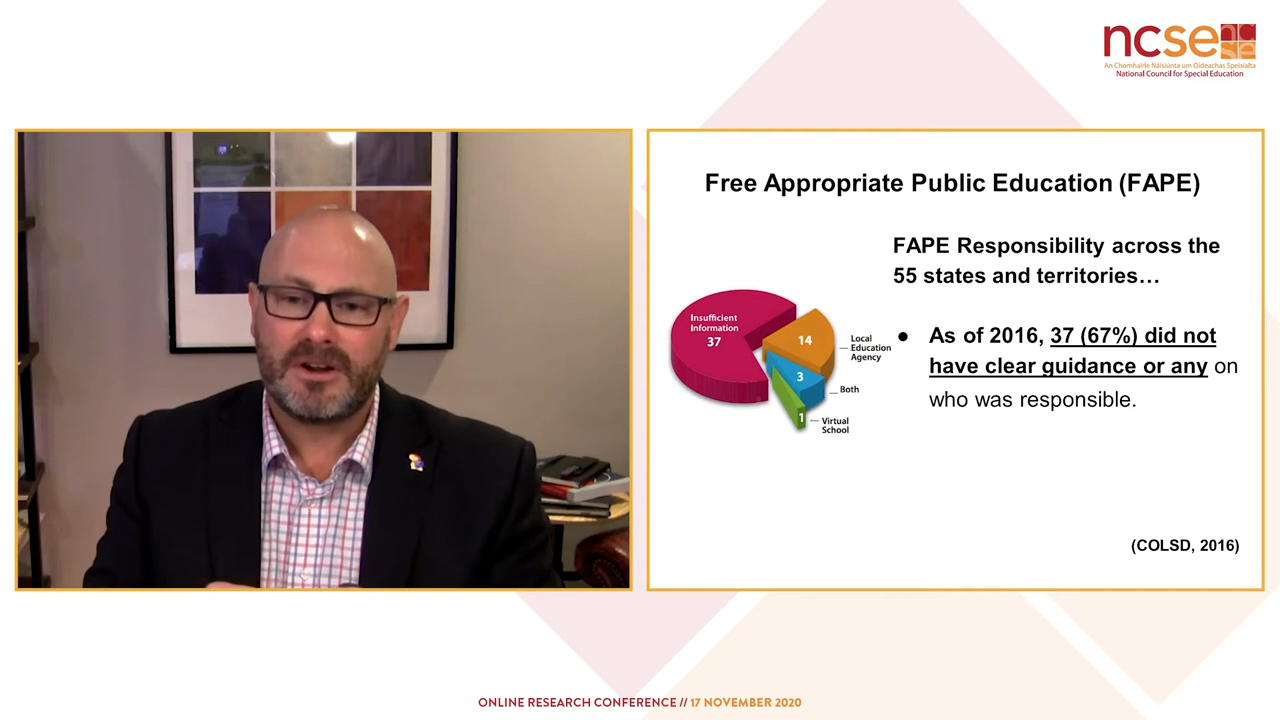 ncse
nc
se
An Chomhairle Náisiúnta um Oideachas Speisialta
National Council for Special Education
Free Appropriate Public Education (FAPE)
FAPE Responsibility across the
55 states and territories…
● As of 2016, 37 (67%) did not
have clear guidance or any on
who was responsible.
Insufficient
Information
37
14
Local
Education
Agency
3
Both
1
Virtual
School
(COLSD, 2016)
ONLINE RESEARCH CONFERENCE // 17 NOVEMBER 2020